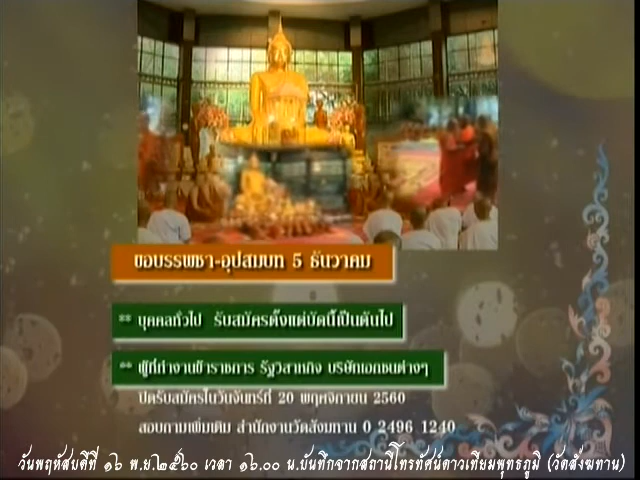 ขอบรรพชา-อุปสมบท 5 ธันวาคม
** บุคคลทั่วไป รับสมัครตั้งแต่บัดนี้เป็นต้นไป
** ผู้ที่ทำงานข้าราชการ รัฐวิสาหกิจ บริษัทเอกชนต่างๆ
ปิดรับสมัครในวันจันทร์ที่ 20 พฤศจิกายน 2560
สอบถามเพิ่มเติม สำนักงานวัดสังฆทาน 0 2496 1240
วันพฤหัสบดีที่ ๑๖ พ.ย.๒๕๖๐ เวลา ๑๖.๐๐ น.บันทึกจากสถานีโทรทัศน์ดาวเทียมพุทธภูมิ (วัดสังฆทาน)